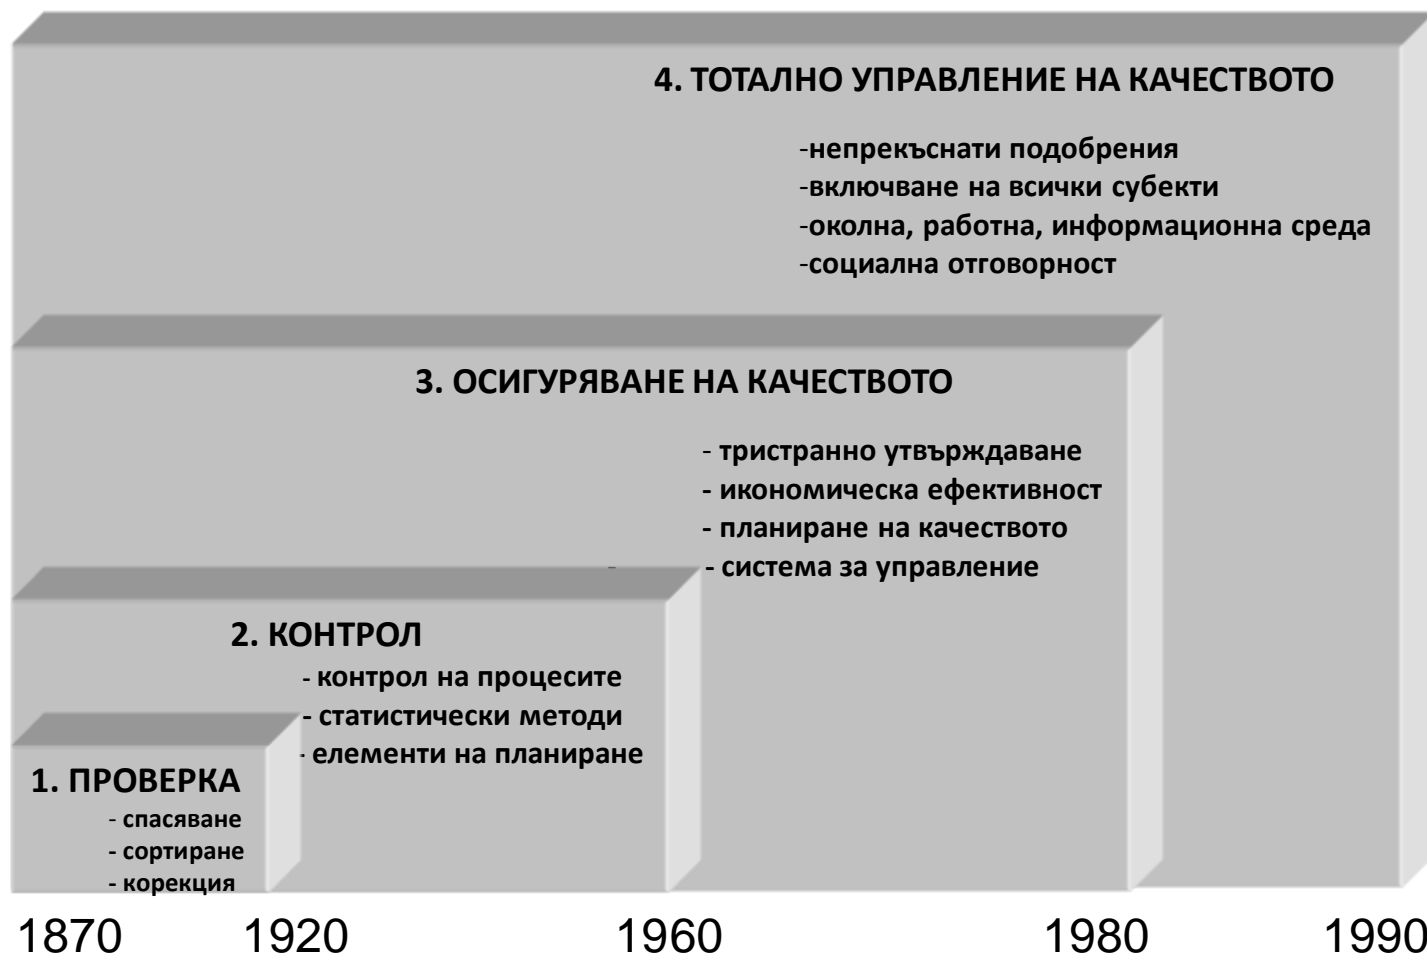 4. ТОТАЛНО УПРАВЛЕНИЕ НА КАЧЕСТВОТО
-непрекъснати подобрения
-включване на всички субекти
-околна, работна, информационна среда
-социална отговорност
3. ОСИГУРЯВАНЕ НА КАЧЕСТВОТО
- тристранно утвърждаване
- икономическа ефективност
- планиране на качеството
- система за управление
2. КОНТРОЛ
- контрол на процесите
- статистически методи
- елементи на планиране
1. ПРОВЕРКА
- спасяване
- сортиране
- корекция
1870 1920 1960 1980 1990